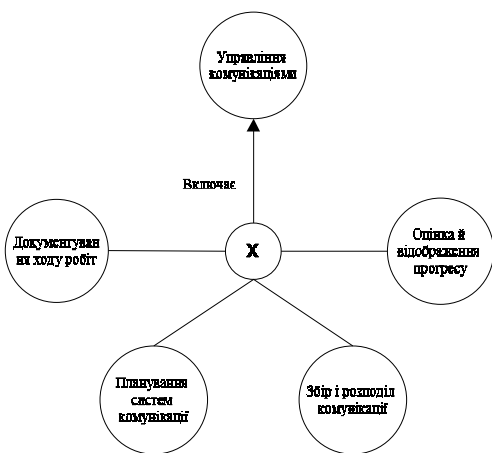 Управління
комунікаціями
Включає
Документуван
ня ходу робіт
X
Оцінка й
відображення
прогресу
Планування
систем
комунікації
Збір і розподіл
комунікації